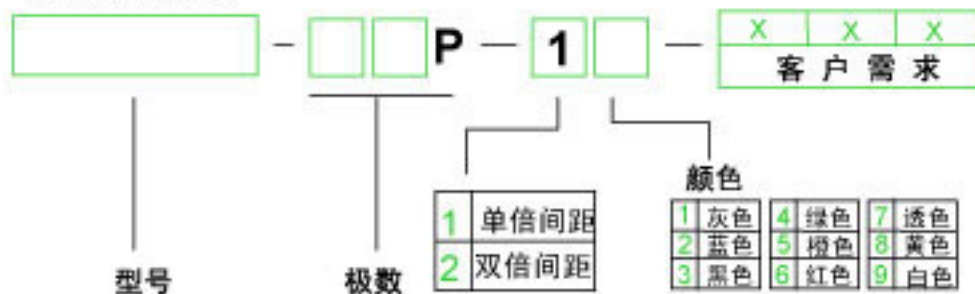 P 1 X X X
客户需求
颜色
1 单倍间距
2 双倍间距
1 灰色 4 绿色 7 透色
2 蓝色 5 橙色 8 黄色
3 黑色 6 红色 9 白色
型号 极数